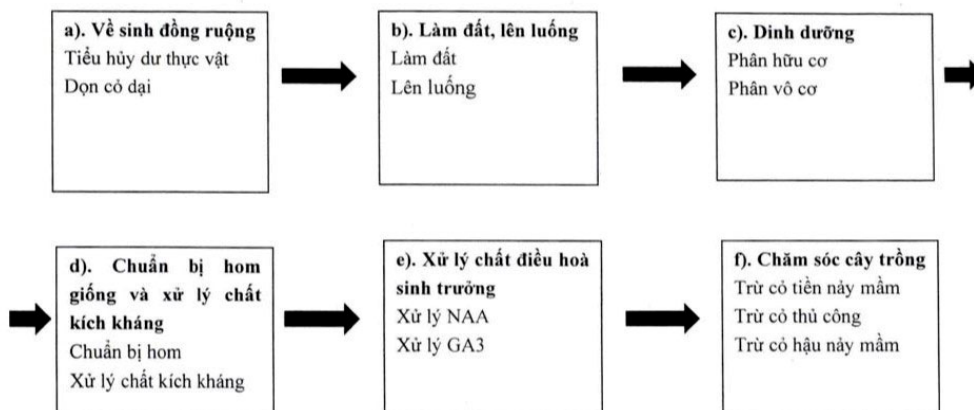 a). Về sinh đồng ruộng
Tiểu hủy dư thực vật
Dọn cỏ dại
b). Làm đất, lên luống
Làm đất
Lên luống
c). Dinh dưỡng
Phân hữu cơ
Phân vô cơ
d). Chuẩn bị hom
giống và xử lý chất
kích kháng
Chuẩn bị hom
Xử lý chất kích kháng
e). Xử lý chất điều hoà
sinh trưởng
Xử lý NAA
Xử lý GA3
f). Chăm sóc cây trồng
Trừ cỏ tiền nảy mầm
Trừ cỏ thủ công
Trừ cỏ hậu nảy mầm